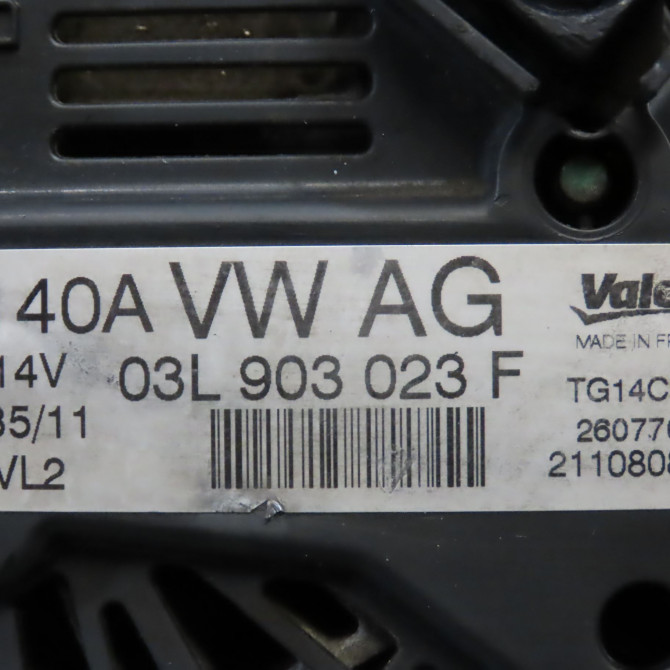 40A VW AG
14V 03L 903 023 F
35/11
VL2
Vale
MADE IN FR
TG14C
26077
2110808